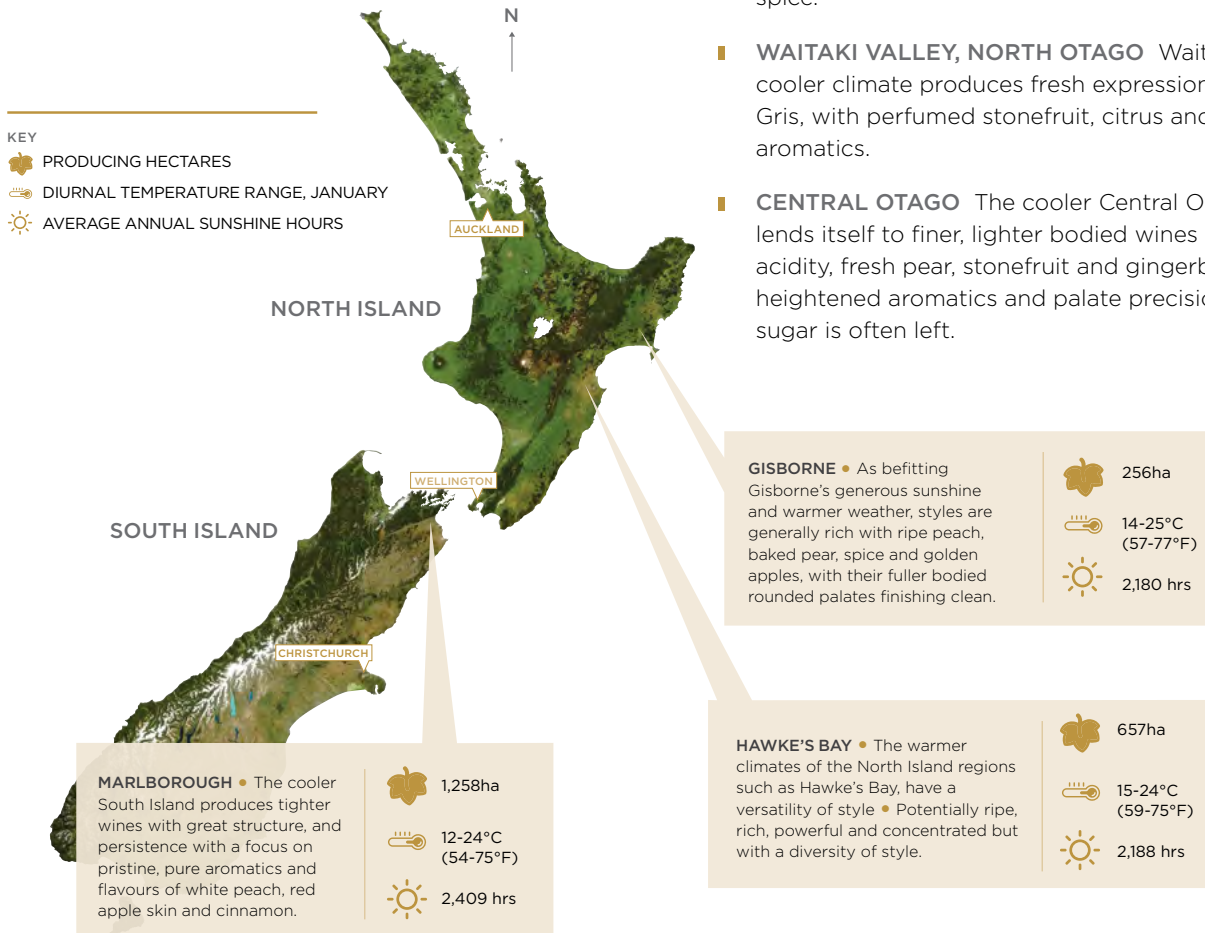 spice.
WAITAKI VALLEY, NORTH OTAGO
cooler climate produces fresh
Gris, with perfumed stonefruit, citrus
aromatics.
CENTRAL OTAGO The cooler Central
lends itself to finer, lighter bodied wines
acidity, fresh pear, stonefruit and
heightened aromatics and palate
sugar is often left.
N
KEY
PRODUCING HECTARES
DIURNAL TEMPERATURE RANGE, JANUARY
AVERAGE ANNUAL SUNSHINE HOURS
AUCKLAND
NORTH ISLAND
WELLINGTON
SOUTH ISLAND
CHRISTCHURCH
GISBORNE • As befitting
Gisborne’s generous sunshine
and warmer weather, styles are
generally rich with ripe peach,
baked pear, spice and golden
apples, with their fuller bodied
rounded palates finishing clean.
256ha
14-25°C
(57-77°F)
2,180 hrs
HAWKE’S BAY • The warmer
climates of the North Island regions
such as Hawke’s Bay, have a
versatility of style • Potentially ripe,
rich, powerful and concentrated but
with a diversity of style.
657ha
15-24°C
(59-75°F)
2,188 hrs
MARLBOROUGH • The cooler
South Island produces tighter
wines with great structure, and
persistence with a focus on
pristine, pure aromatics and
flavours of white peach, red
apple skin and cinnamon.
1,258ha
12-24°C
(54-75°F)
2,409 hrs